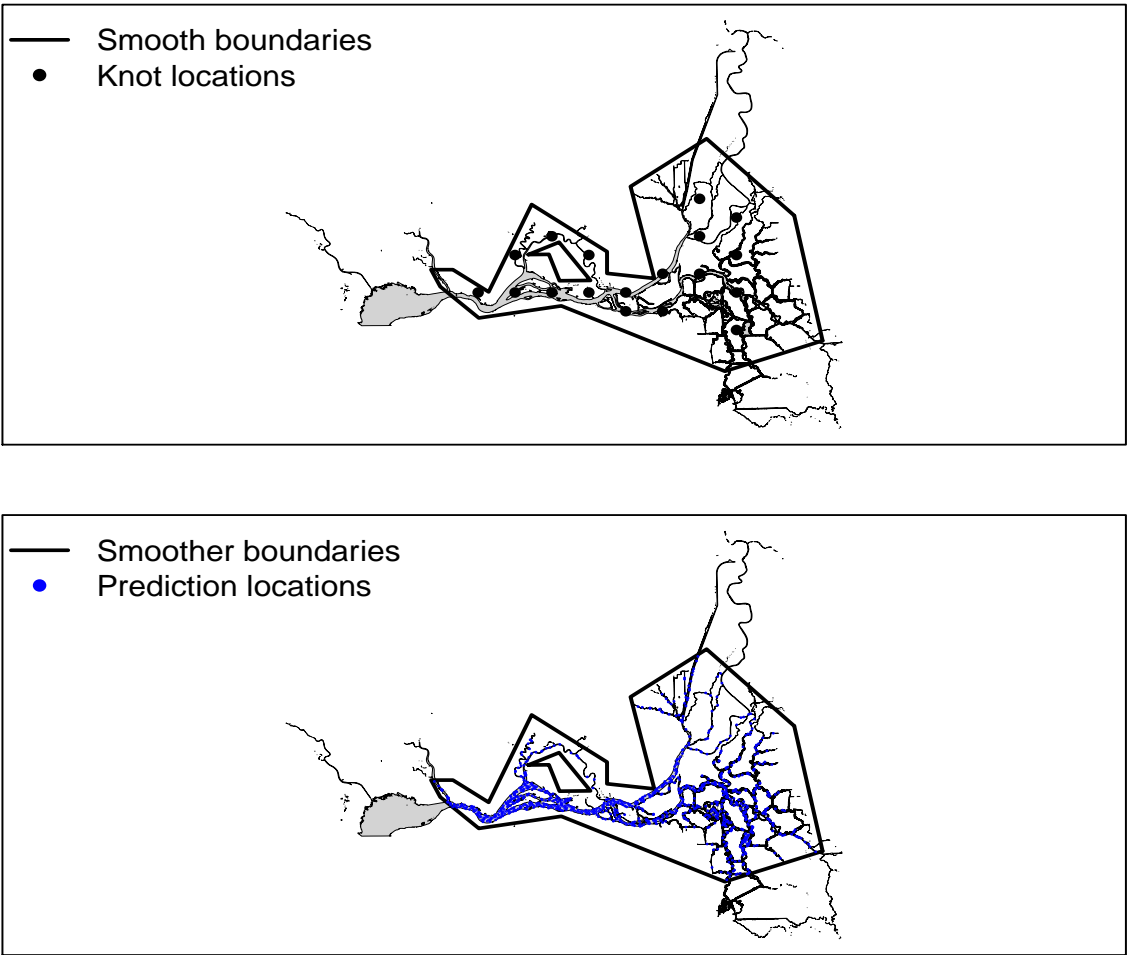 Smooth boundaries
Knot locations
Smoother boundaries
Prediction locations